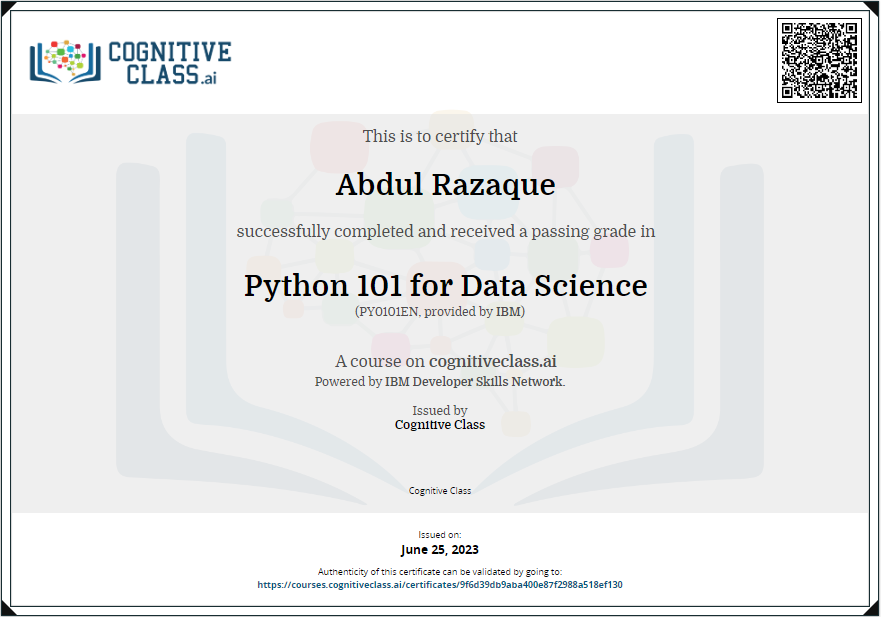 COGNITIVE
CLASS.ai
This is to certify that
Abdul Razaque
successfully completed and received a passing grade in
Python 101 for Data Science
(PY0101EN, provided by IBM)
A course on cognitiveclass.ai
Powered by IBM Developer Skills Network.
Issued by
Cognitive Class
Cognitive Class
Issued on:
June 25, 2023
Authenticity of this certificate can be validated by going to:
https://courses.cognitiveclass.ai/certificates/9f6d39db9aba400e87f2988a518ef130